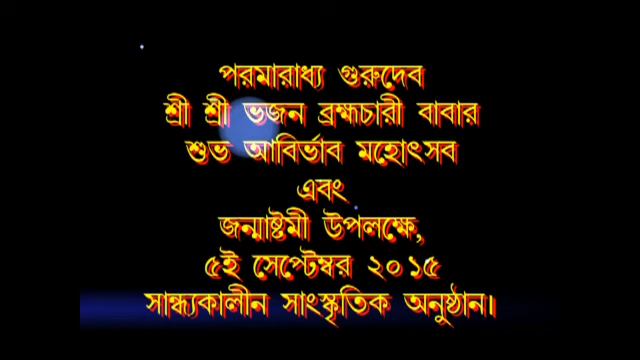 পরমারাধ্য গুরুদেব
শ্রী শ্রী ভজন ব্রহ্মচারী বাবার
শুভ আবির্ভাব মহোৎসব
এবং
জন্মাষ্টমী উপলক্ষে,
৫ই সেপ্টেম্বর ২০১৫
সান্ধ্যকালীন সাংস্কৃতিক অনুষ্ঠান।